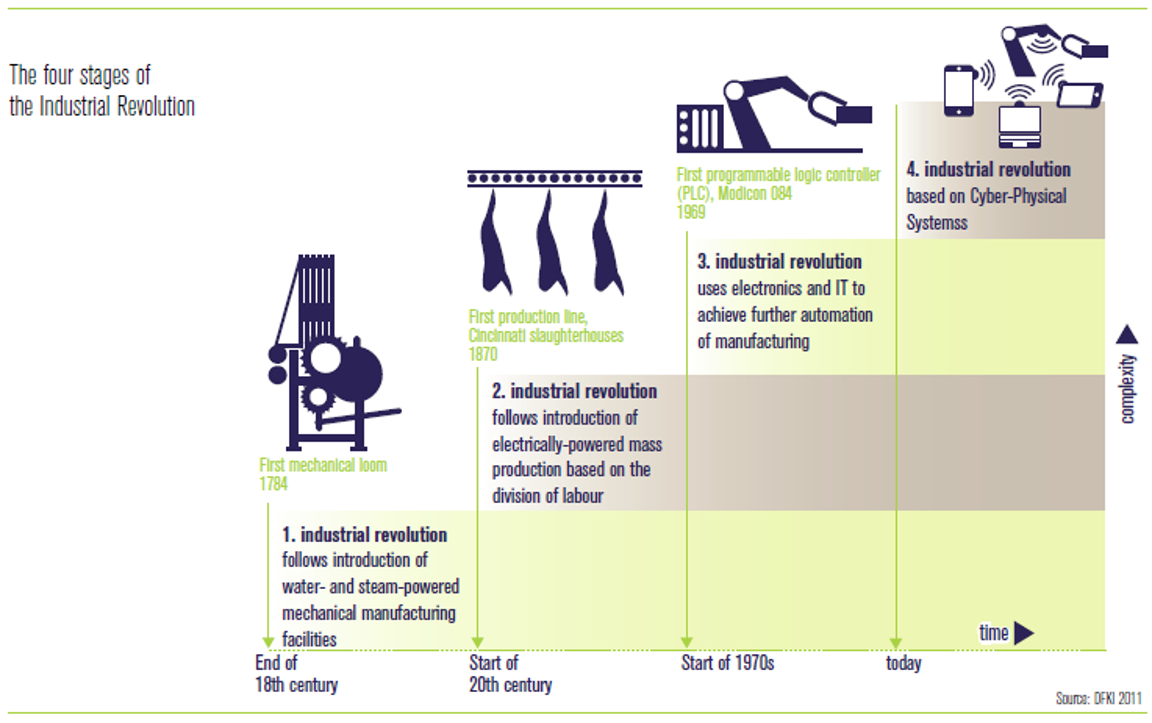 The four stages of
the Industrial Revolution
First programmable logic controller
(PLC), Modicon 084
1969
4. industrial revolution
based on Cyber-Physical
Systemss
3. industrial revolution
uses electronics and IT to
achieve further automation
of manufacturing
First production line,
Cincinnati slaughterhouses
1870
2. industrial revolution
follows introduction of
electrically-powered mass
production based on the
division of labour
First mechanical loom
1784
1. industrial revolution
follows introduction of
water- and steam-powered
mechanical manufacturing
facilities
complexity
time
End of
18th century
Start of
20th century
Start of 1970s
today
Source: DFKI 2011